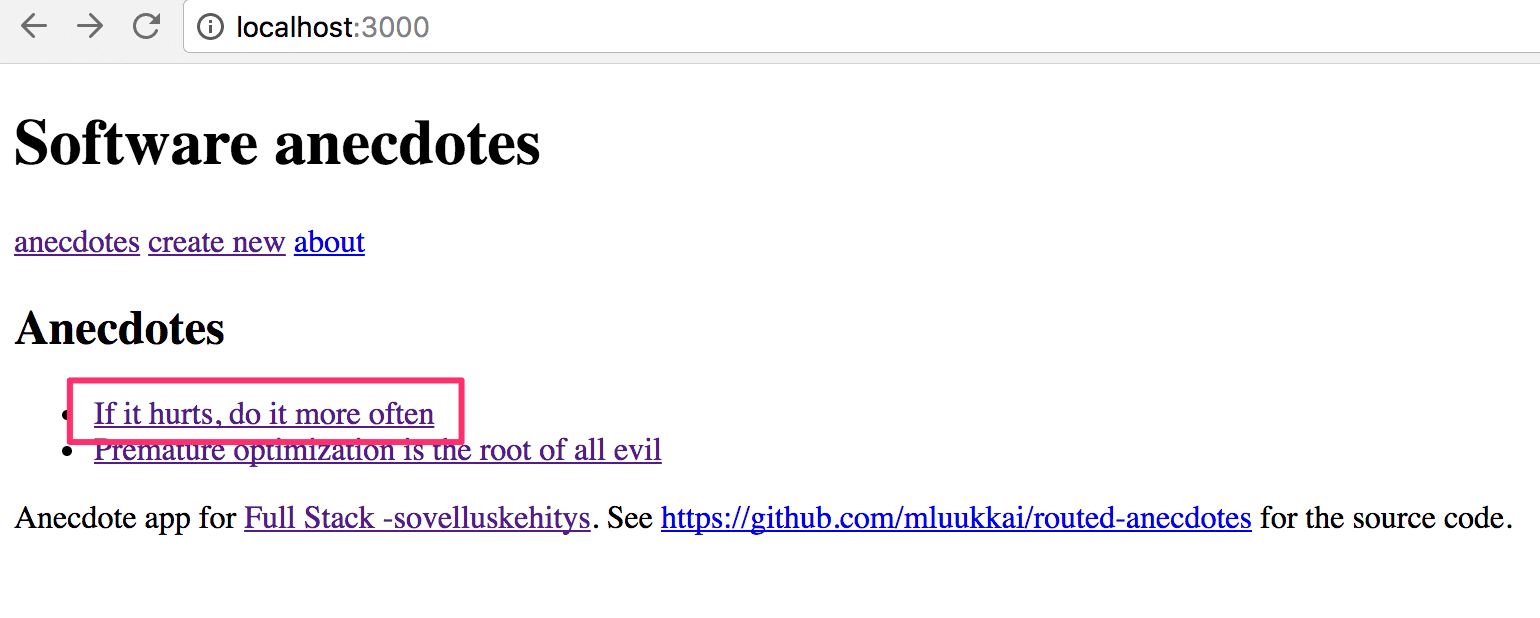 localhost:3000
Software anecdotes
anecdotes create new about
Anecdotes
If it hurts, do it more often
Premature optimization is the root of all evil
Anecdote app for Full Stack -sovelluskehitys. See https://github.com/mluukkai/routed-anecdotes for the source code.